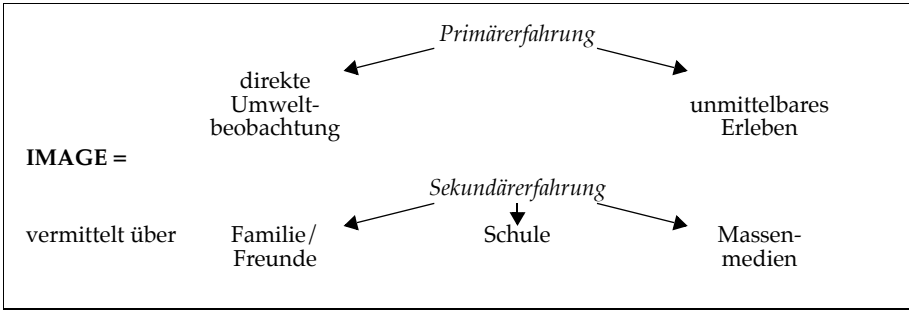 Primärerfahrung
direkte
Umwelt-
beobachtung
unmittelbares
Erleben
IMAGE =
Sekundärerfahrung
vermittelt über
Familie/
Freunde
Schule
Massen-
medien